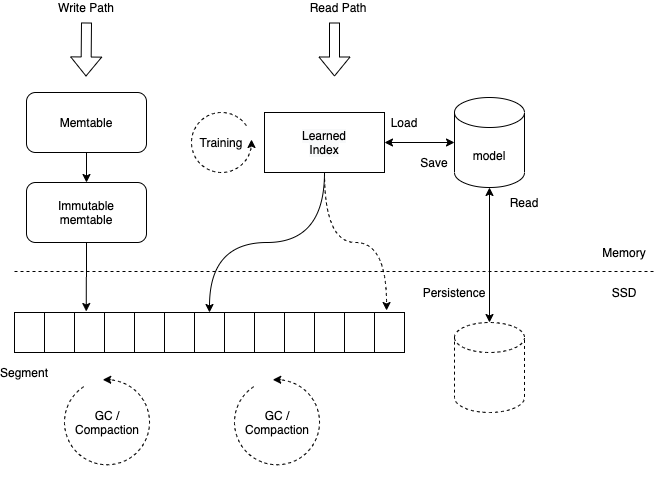 Write Path
Read Path
Memtable
Training
Learned
Index
Load
Save
model
Immutable
memtable
Read
Memory
Persistence
SSD
Segment
GC /
Compaction
GC /
Compaction